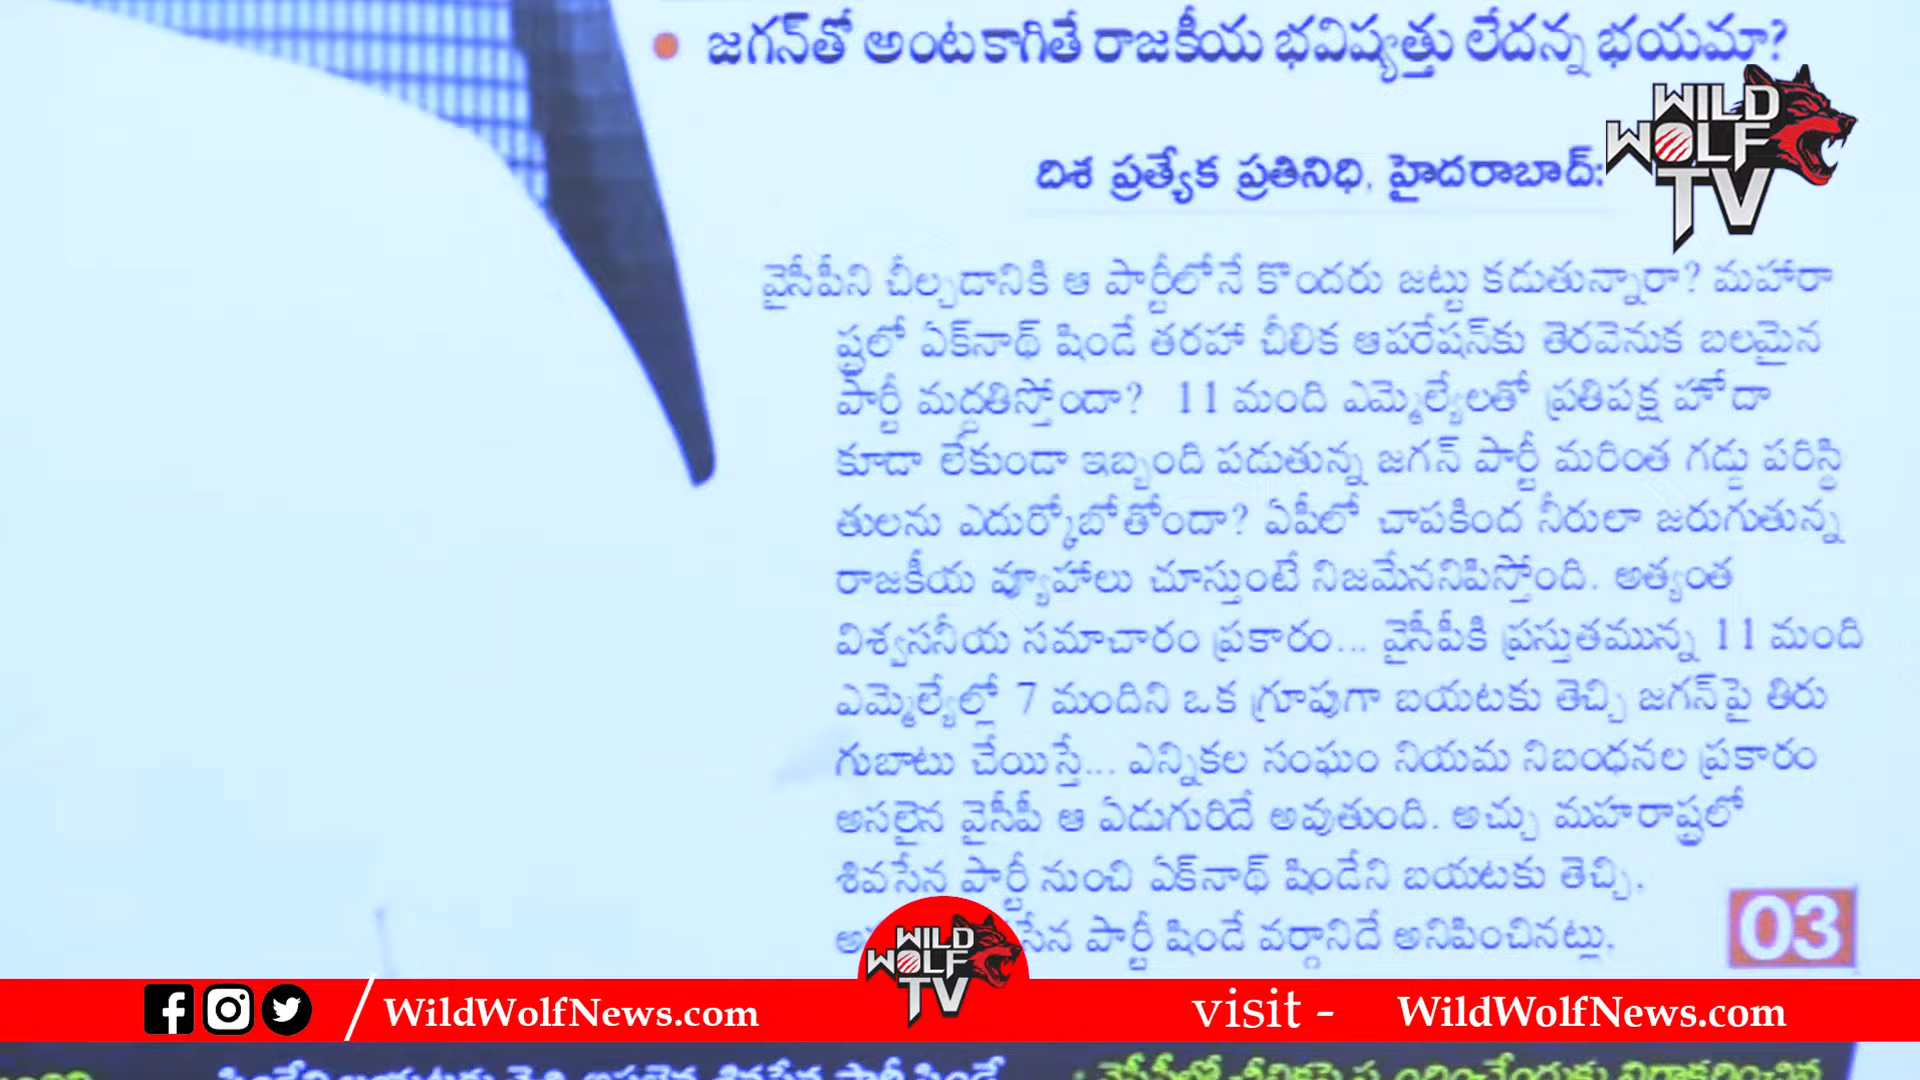 • జగన్‌తో అంటకాగితే రాజకీయ భవిష్యత్తు లేదన్న భయమా?
WILD WOLF TV
దిశ ప్రత్యేక ప్రతినిధి, హైదరాబాద్:
వైసీపీని చీల్చడానికి ఆ పార్టీలోనే కొందరు జట్టు కడుతున్నారా? మహారా
ష్ట్రలో ఏక్‌నాథ్ షిండే తరహా చీలిక ఆపరేషన్‌కు తెరవెనుక బలమైన
పార్టీ మద్దతిస్తోందా? 11 మంది ఎమ్మెల్యేలతో ప్రతిపక్ష హోదా
కూడా లేకుండా ఇబ్బంది పడుతున్న జగన్ పార్టీ మరింత గడ్డు పరిస్థి
తులను ఎదుర్కోబోతోందా? ఏపీలో చాపకింద నీరులా జరుగుతున్న
రాజకీయ వ్యూహాలు చూస్తుంటే నిజమేననిపిస్తోంది. అత్యంత
విశ్వసనీయ సమాచారం ప్రకారం... వైసీపీకి ప్రస్తుతమున్న 11 మంది
ఎమ్మెల్యేల్లో 7 మందిని ఒక గ్రూపుగా బయటకు తెచ్చి జగన్‌పై తిరు
గుబాటు చేయిస్తే... ఎన్నికల సంఘం నియమ నిబంధనల ప్రకారం
అసలైన వైసీపీ ఆ ఏడుగురిదే అవుతుంది. అచ్చు మహరాష్ట్రలో
శివసేన పార్టీ నుంచి ఏక్‌నాథ్ షిండేని బయటకు తెచ్చి,
పార్టీ షిండే వర్గానిదే అనిపించినట్లు,
03
WILD WOLF TV
WildWolfNews.com
visit - WildWolfNews.com